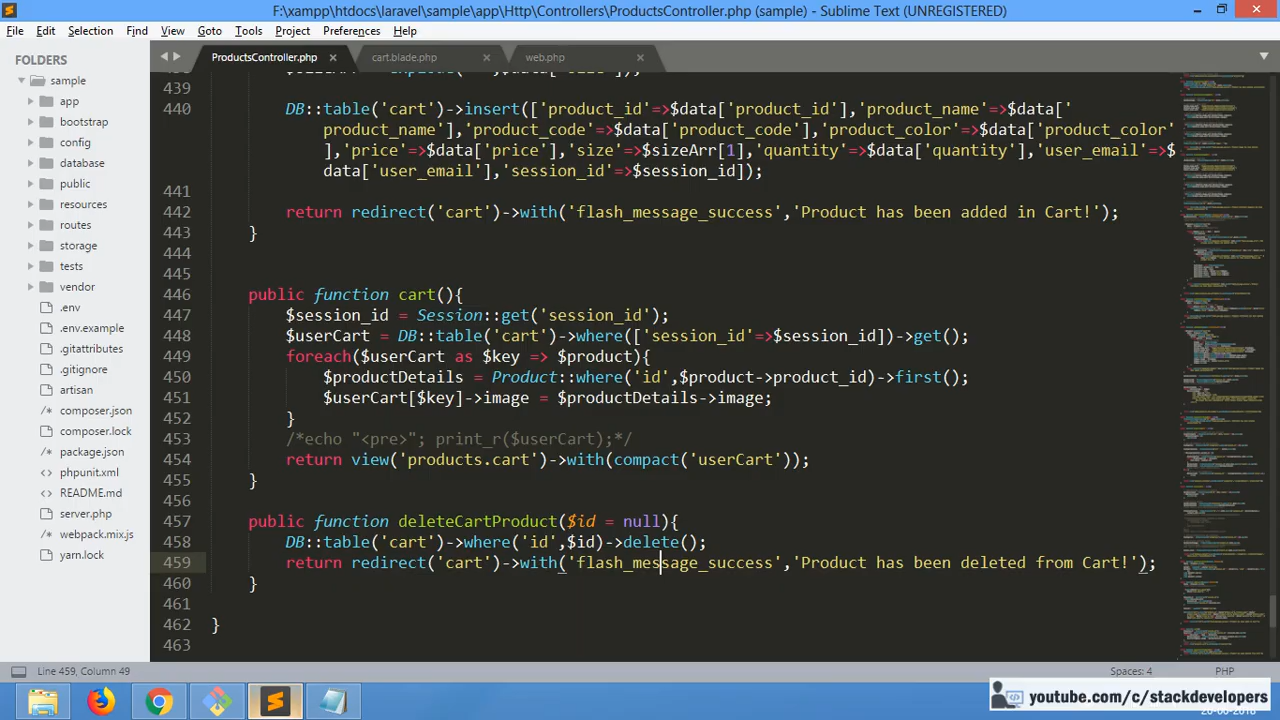 F:\xampp\htdocs\laravel\sample\app\Http\Controllers\ProductsController.php (sample) - Sublime Text (UNREGISTERED)
File Edit Selection Find View Goto Tools Project Preferences Help
FOLDERS
sample
app
bootstrap
config
database
public
resources
routes
storage
tests
vendor
.env
.env.example
.gitattributes
.gitignore
artisan
composer.json
composer.lock
package.json
phpunit.xml
README.md
server.php
webpack.mix.js
yarn.lock
ProductsController.php cart.blade.php web.php
439
440 DB::table('cart')->insert(['product_id'=>$data['product_id'],'product_name'=>$data['
product_name'],'product_code'=>$data['product_code'],'product_color'=>$data['product_color'
],'price'=>$data['price'],'size'=>$sizeArr[1],'quantity'=>$data['quantity'],'user_email'=>$
data['user_email'],'session_id'=>$session_id]);
441
442 return redirect('cart')->with('flash_message_success','Product has been added in Cart!');
443 }
444
445
446 public function cart(){
447 $session_id = Session::get('session_id');
448 $userCart = DB::table('cart')->where(['session_id'=>$session_id])->get();
449 foreach($userCart as $key => $product){
450 $productDetails = Product::where('id',$product->product_id)->first();
451 $userCart[$key]->image = $productDetails->image;
452 }
453 /*echo "<pre>"; print_r($userCart);*/
454 return view('products.cart')->with(compact('userCart'));
455 }
456
457 public function deleteCartProduct($id = null){
458 DB::table('cart')->where('id',$id)->delete();
459 return redirect('cart')->with('flash_message_success','Product has been deleted from Cart!');
460 }
461
462 }
463
Line 459, Column 49 Spaces: 4 PHP
youtube.com/c/stackdevelopers